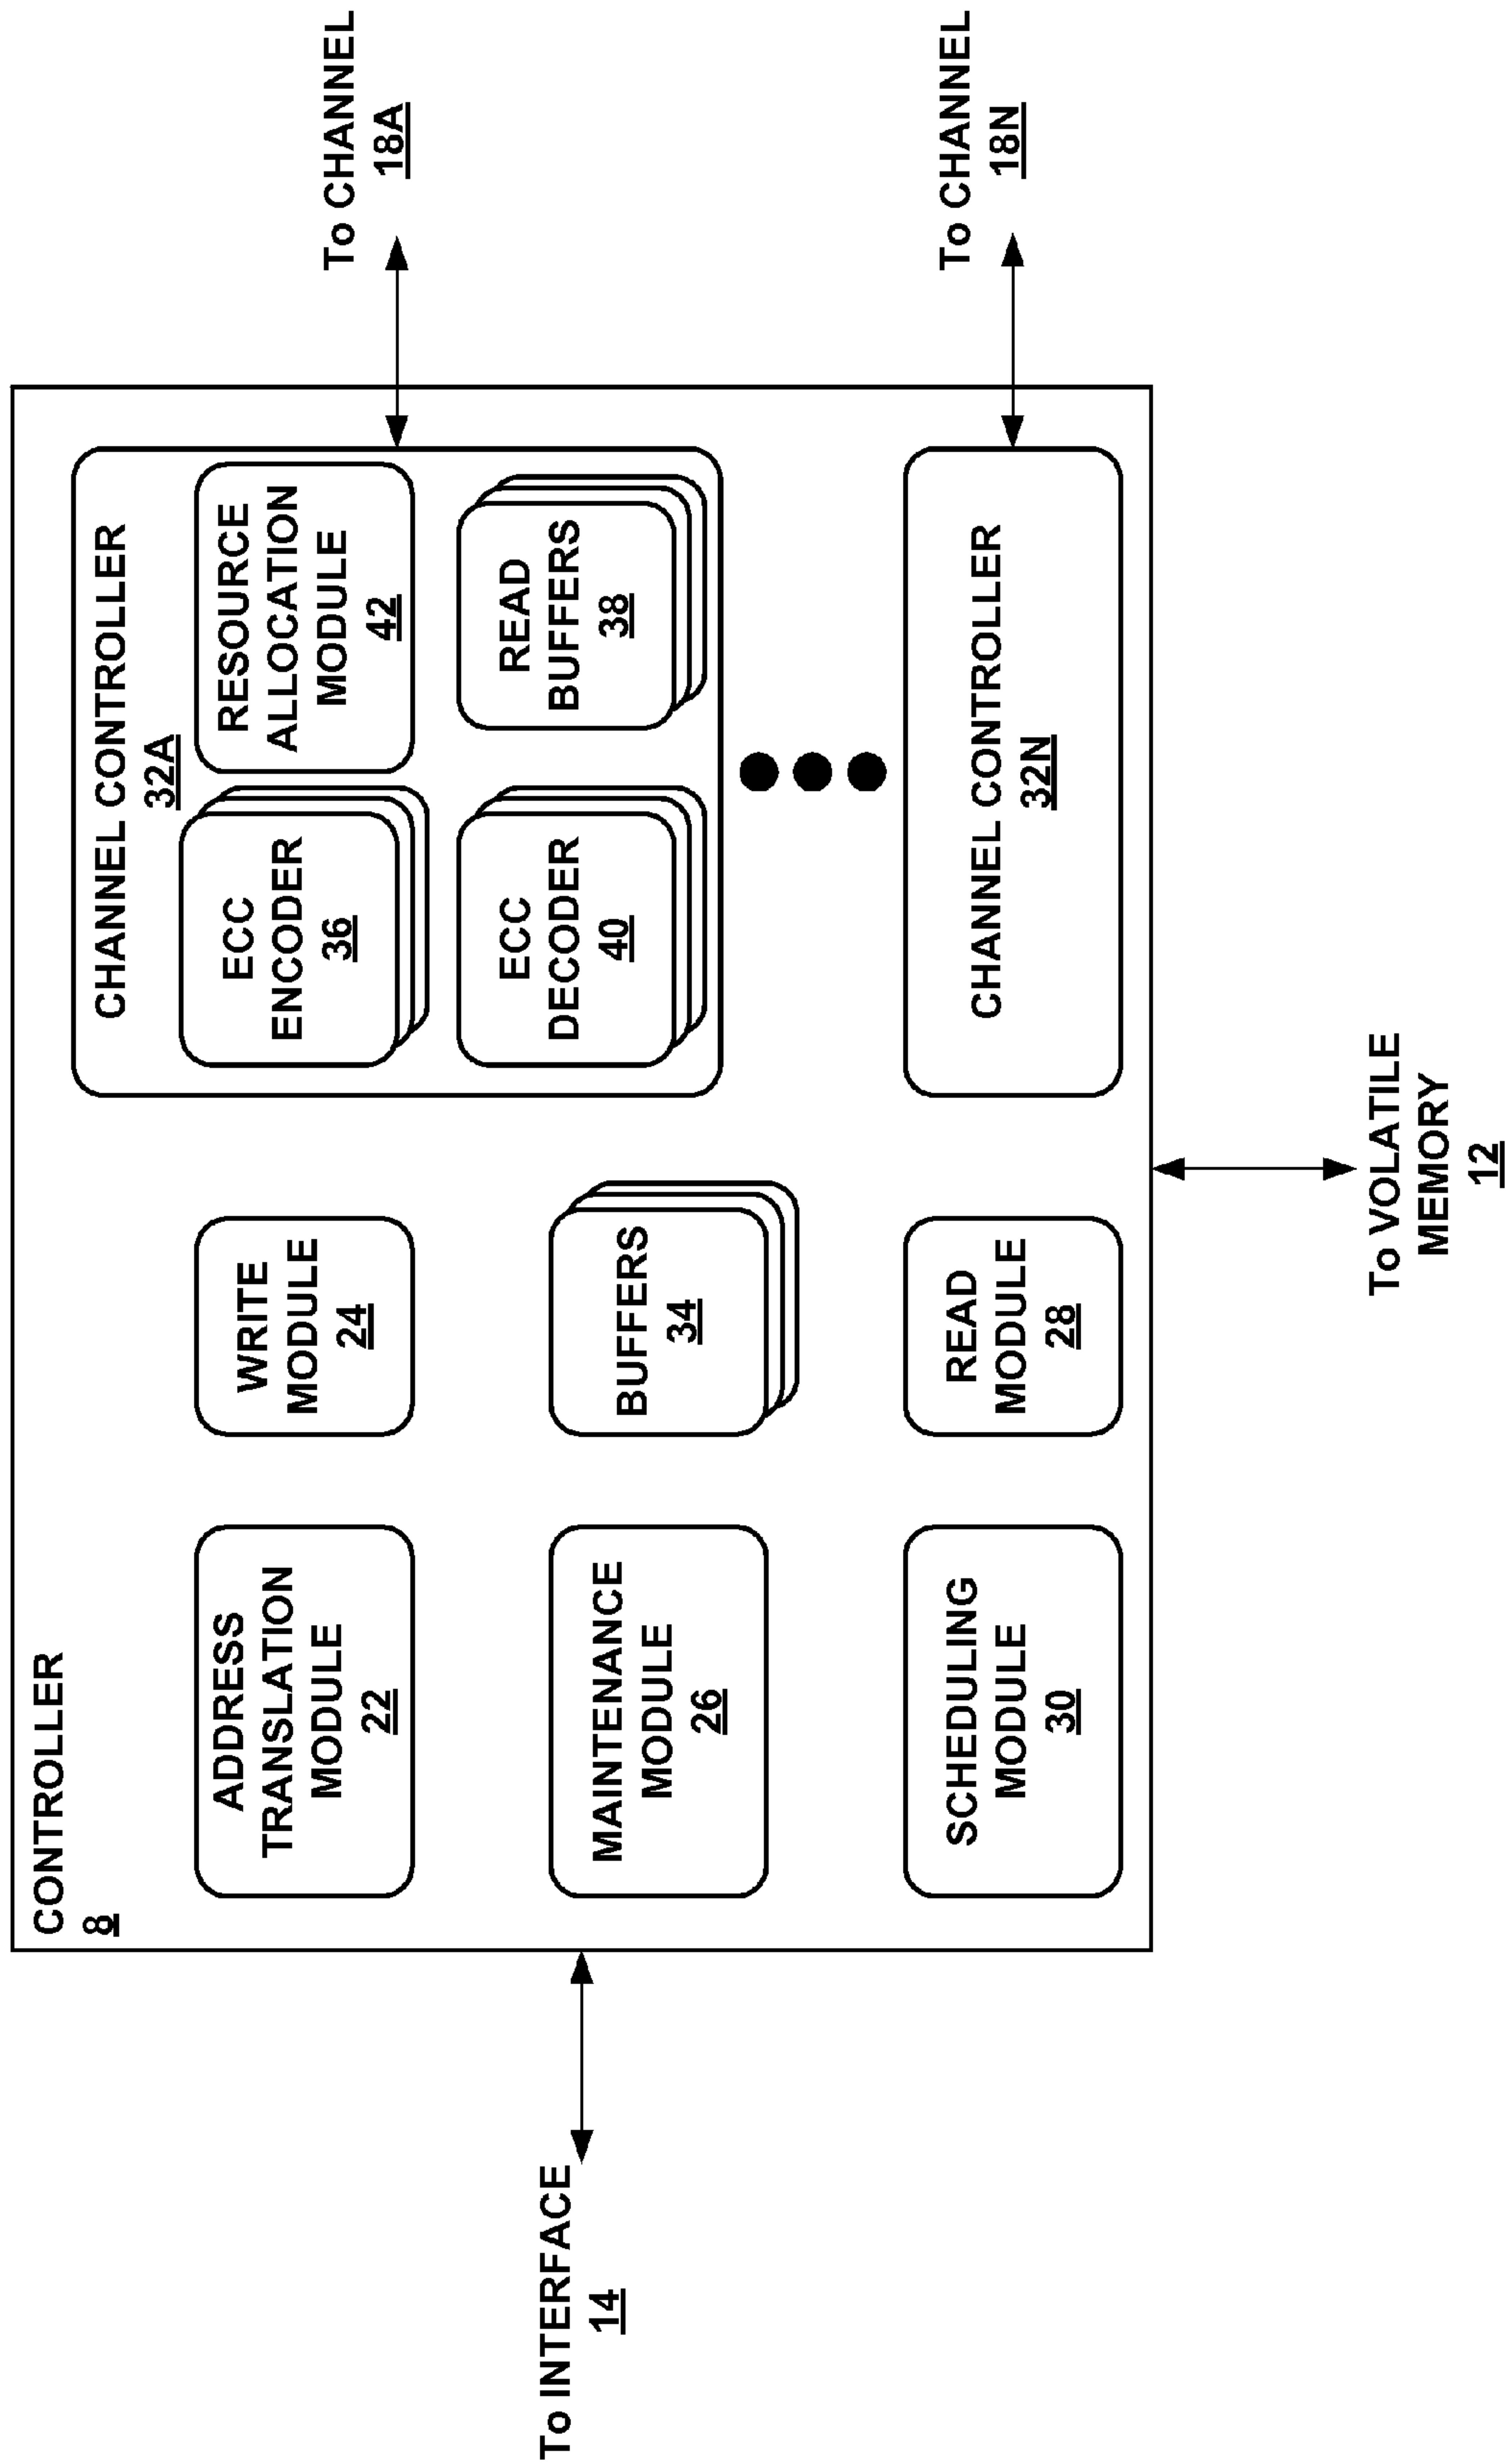 CONTROLLER
8
ADDRESS
TRANSLATION
MODULE
22
WRITE
MODULE
24
CHANNEL CONTROLLER
32A
ECC
ENCODER
36
RESOURCE
ALLOCATION
MODULE
42
ECC
DECODER
40
READ
BUFFERS
38
To CHANNEL
18A
To INTERFACE
14
MAINTENANCE
MODULE
26
BUFFERS
34
SCHEDULING
MODULE
30
READ
MODULE
28
CHANNEL CONTROLLER
32N
To CHANNEL
18N
To VOLATILE
MEMORY
12